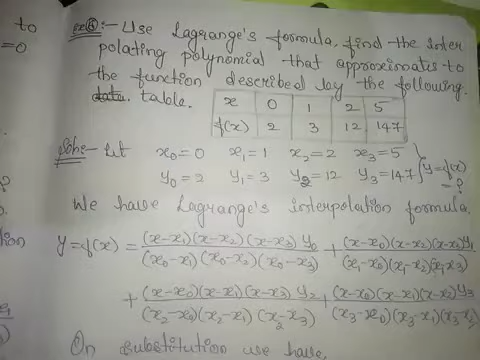 to
=0
ex⑥:- Use Lagrange's formula, find the inter
polating polynomial that approximates to
the function described by the following.
table.
x 0 1 2 5
f(x) 2 3 12 147
Soln:- Let x₀=0 x₁=1 x₂=2 x₃=5
y₀=2 y₁=3 y₂=12 y₃=147 } y=f(x)
=?
We have Lagrange's interpolation formula.
y=f(x) = (x-x₁)(x-x₂)(x-x₃) y₀ / (x₀-x₁)(x₀-x₂)(x₀-x₃) + (x-x₀)(x-x₂)(x-x₃) y₁ / (x₁-x₀)(x₁-x₂)(x₁-x₃)
+ (x-x₀)(x-x₁)(x-x₃) y₂ / (x₂-x₀)(x₂-x₁)(x₂-x₃) + (x-x₀)(x-x₁)(x-x₂) y₃ / (x₃-x₀)(x₃-x₁)(x₃-x₂)
On substitution we have.